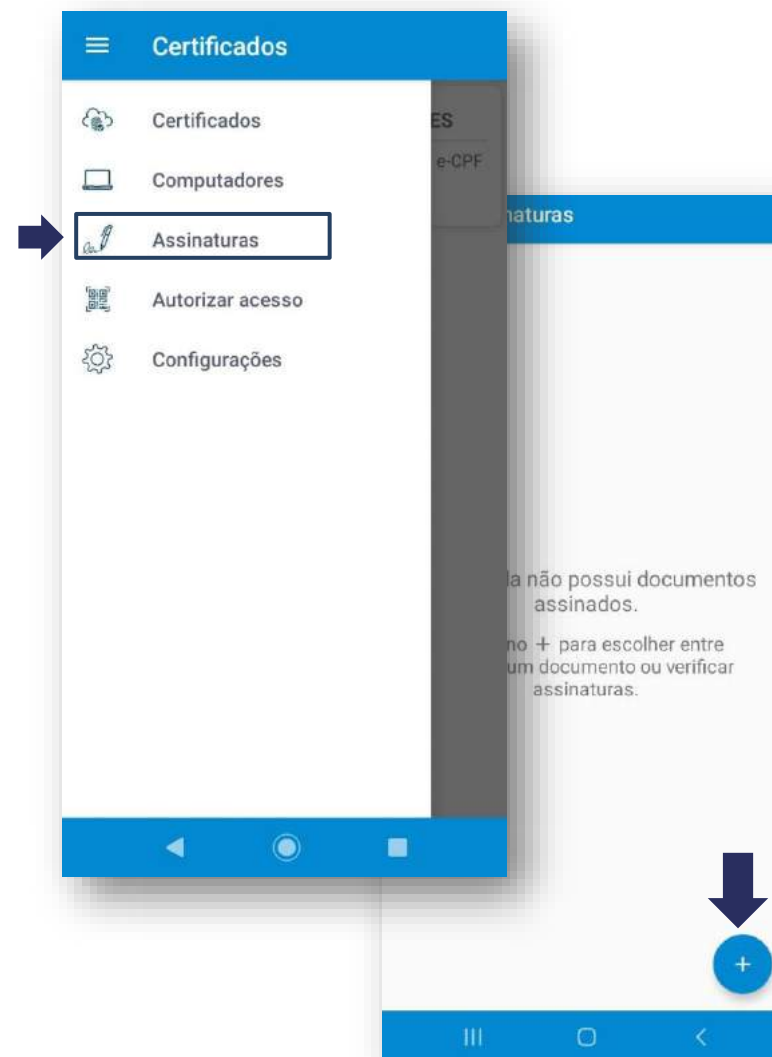 Certificados
Certificados
Computadores
Assinaturas
Autorizar acesso
Configurações
ES
e-CPF
naturas
não possui documentos
assinados.
no + para escolher entre
um documento ou verificar
assinaturas.
+